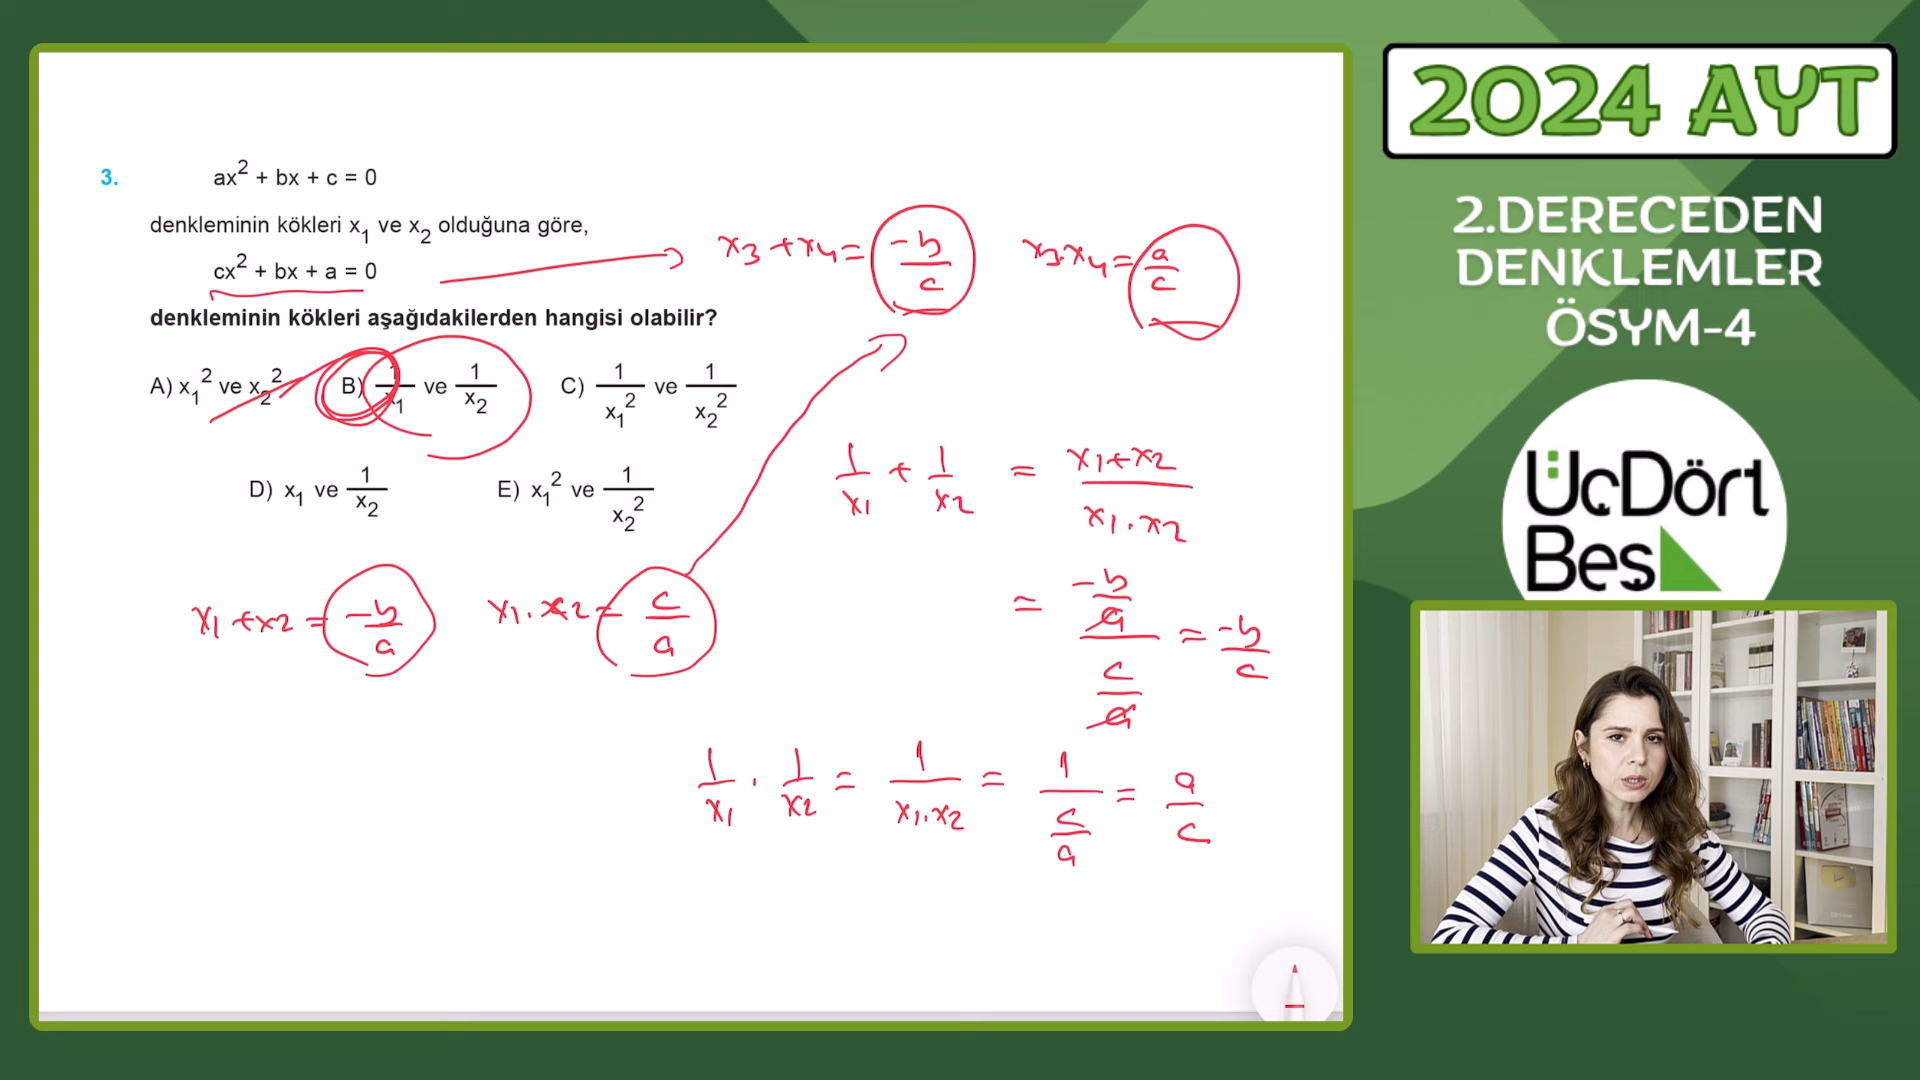 2024 AYT
2.DERECEDEN
DENKLEMLER
ÖSYM-4
ÜçDört
Beş
3. ax² + bx + c = 0
denkleminin kökleri x₁ ve x₂ olduğuna göre,
cx² + bx + a = 0
denkleminin kökleri aşağıdakilerden hangisi olabilir?
A) x₁² ve x₂² B) 1/x₁ ve 1/x₂ C) 1/x₁² ve 1/x₂²
D) x₁ ve 1/x₂ E) x₁² ve 1/x₂²
x₃ + x₄ = -b/c x₃.x₄ = a/c
1/x₁ + 1/x₂ = x₁+x₂/x₁.x₂
x₁ + x₂ = -b/a x₁.x₂ = c/a
= -b/a / c/a = -b/c
1/x₁ . 1/x₂ = 1/x₁.x₂ = 1/c/a = a/c